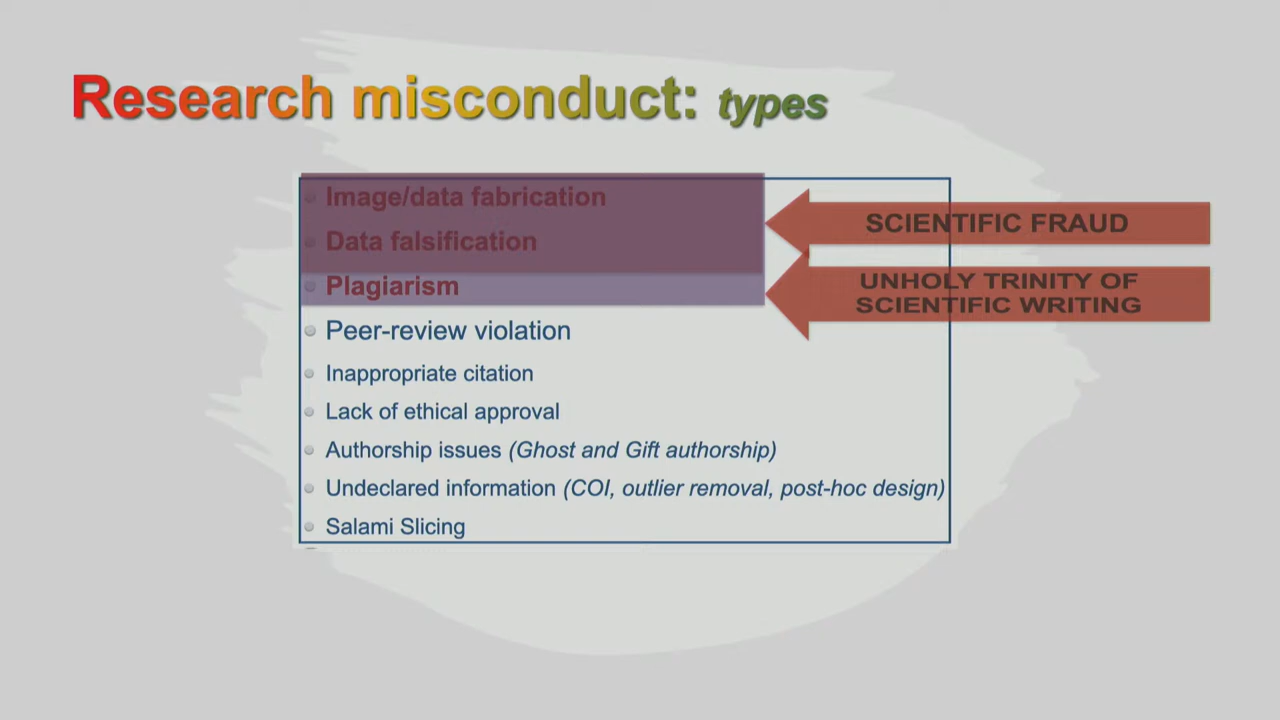 Research misconduct: types
Image/data fabrication
Data falsification
Plagiarism
Peer-review violation
Inappropriate citation
Lack of ethical approval
Authorship issues (Ghost and Gift authorship)
Undeclared information (COI, outlier removal, post-hoc design)
Salami Slicing
SCIENTIFIC FRAUD
UNHOLY TRINITY OF
SCIENTIFIC WRITING